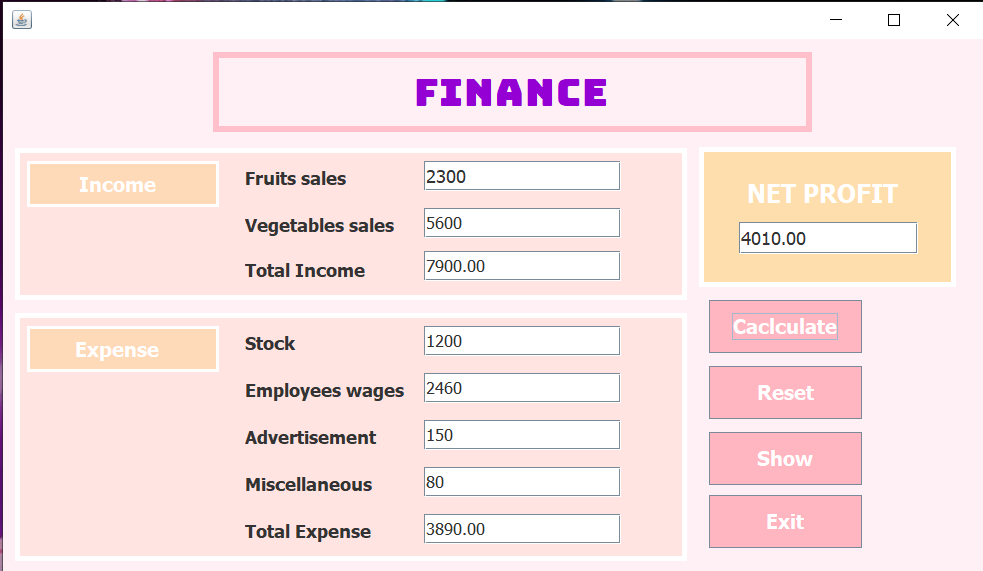 FINANCE
Income
Fruits sales 2300
Vegetables sales 5600
Total Income 7900.00
NET PROFIT
4010.00
Expense
Stock 1200
Employees wages 2460
Advertisement 150
Miscellaneous 80
Total Expense 3890.00
Caclculate
Reset
Show
Exit